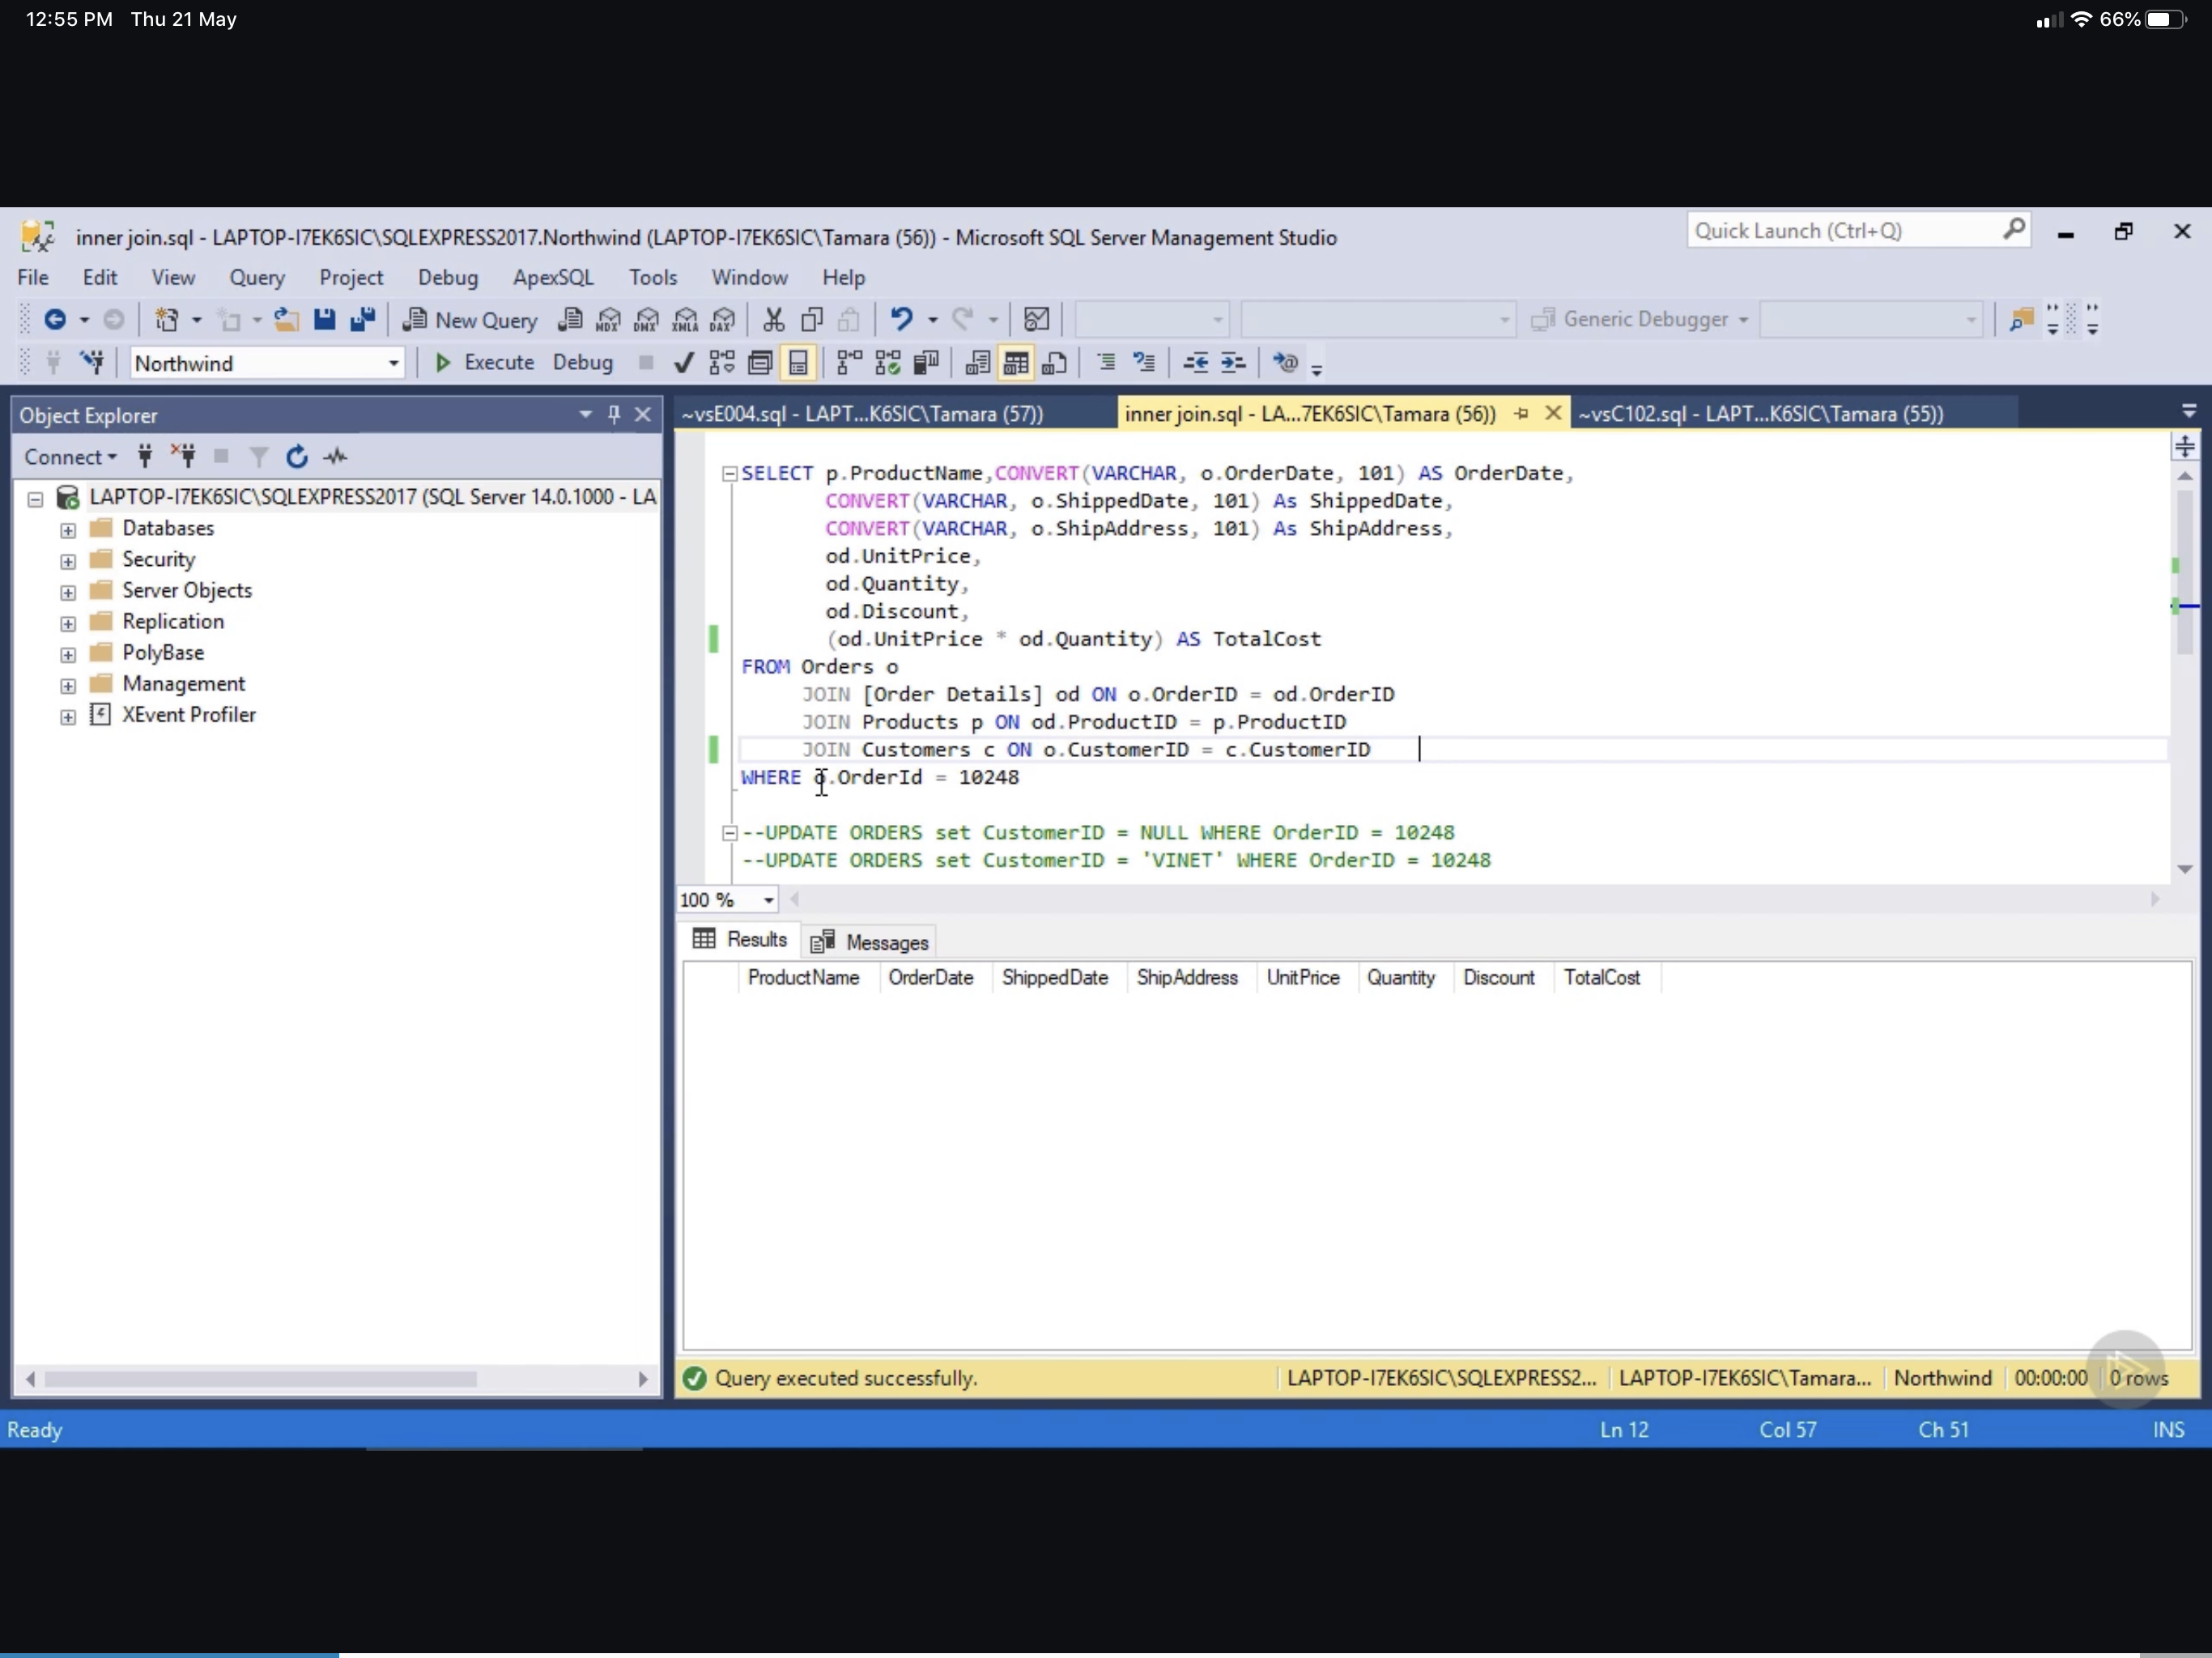 12:55 PM Thu 21 May
66%
inner join.sql - LAPTOP-I7EK6SIC\SQLEXPRESS2017.Northwind (LAPTOP-I7EK6SIC\Tamara (56)) - Microsoft SQL Server Management Studio
Quick Launch (Ctrl+Q)
File Edit View Query Project Debug ApexSQL Tools Window Help
New Query MDX DMX XMLA DAX Generic Debugger
Northwind Execute Debug
Object Explorer
Connect
LAPTOP-I7EK6SIC\SQLEXPRESS2017 (SQL Server 14.0.1000 - LA
Databases
Security
Server Objects
Replication
PolyBase
Management
XEvent Profiler
~vsE004.sql - LAPT...K6SIC\Tamara (57)) inner join.sql - LA...7EK6SIC\Tamara (56)) ~vsC102.sql - LAPT...K6SIC\Tamara (55))
SELECT p.ProductName,CONVERT(VARCHAR, o.OrderDate, 101) AS OrderDate,
CONVERT(VARCHAR, o.ShippedDate, 101) As ShippedDate,
CONVERT(VARCHAR, o.ShipAddress, 101) As ShipAddress,
od.UnitPrice,
od.Quantity,
od.Discount,
(od.UnitPrice * od.Quantity) AS TotalCost
FROM Orders o
JOIN [Order Details] od ON o.OrderID = od.OrderID
JOIN Products p ON od.ProductID = p.ProductID
JOIN Customers c ON o.CustomerID = c.CustomerID
WHERE o.OrderId = 10248
--UPDATE ORDERS set CustomerID = NULL WHERE OrderID = 10248
--UPDATE ORDERS set CustomerID = 'VINET' WHERE OrderID = 10248
100 %
Results Messages
ProductName OrderDate ShippedDate ShipAddress UnitPrice Quantity Discount TotalCost
Query executed successfully. LAPTOP-I7EK6SIC\SQLEXPRESS2... LAPTOP-I7EK6SIC\Tamara... Northwind 00:00:00 0 rows
Ready Ln 12 Col 57 Ch 51 INS